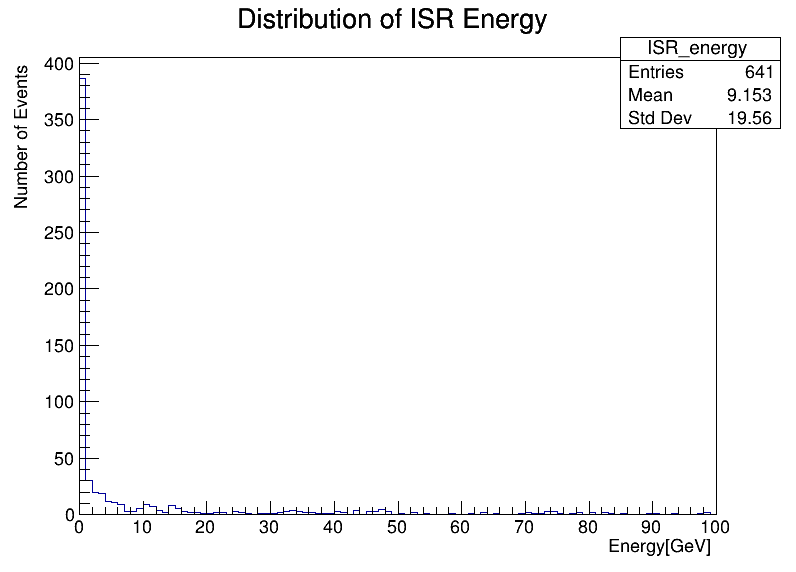 Distribution of ISR Energy
ISR_energy
Entries 641
Mean 9.153
Std Dev 19.56
Number of Events
400
350
300
250
200
150
100
50
0
0 10 20 30 40 50 60 70 80 90 100
Energy[GeV]